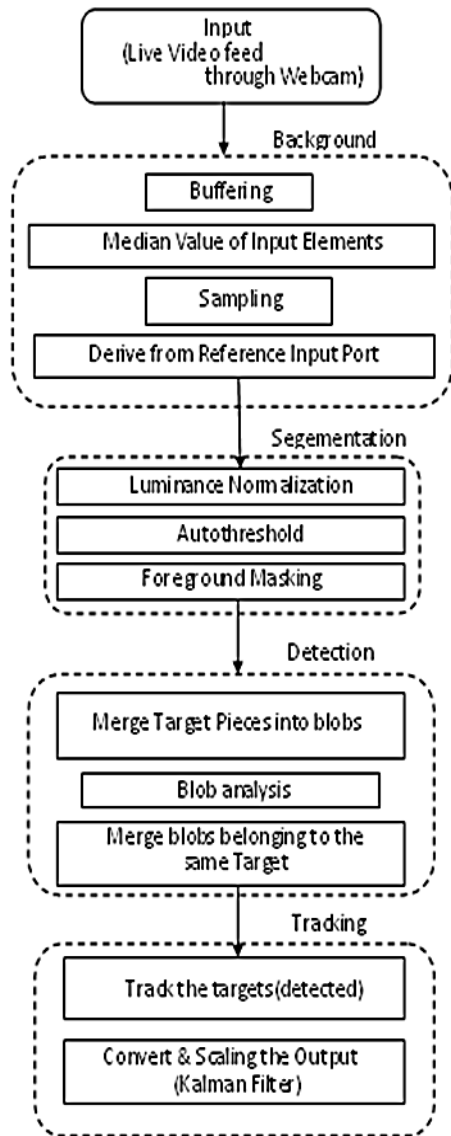 Input
(Live Video feed
through Webcam)
Background
Buffering
Median Value of Input Elements
Sampling
Derive from Reference Input Port
Segementation
Luminance Normalization
Autothreshold
Foreground Masking
Detection
Merge Target Pieces into blobs
Blob analysis
Merge blobs belonging to the
same Target
Tracking
Track the targets(detected)
Convert & Scaling the Output
(Kalman Filter)